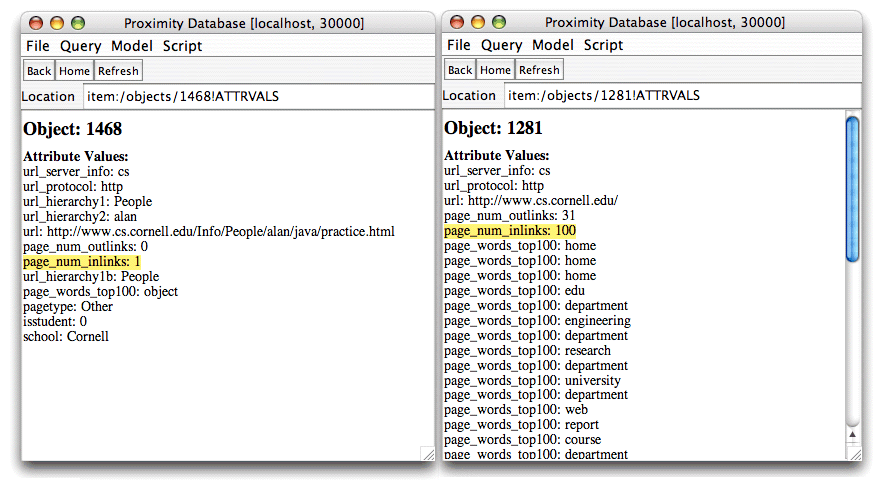 Proximity Database [localhost, 30000]
File Query Model Script
Back Home Refresh
Location item:/objects/1468!ATTRVALS
Object: 1468
Attribute Values:
url_server_info: cs
url_protocol: http
url_hierarchy1: People
url_hierarchy2: alan
url: http://www.cs.cornell.edu/Info/People/alan/java/practice.html
page_num_outlinks: 0
page_num_inlinks: 1
url_hierarchy1b: People
page_words_top100: object
pagetype: Other
isstudent: 0
school: Cornell
Proximity Database [localhost, 30000]
File Query Model Script
Back Home Refresh
Location item:/objects/1281!ATTRVALS
Object: 1281
Attribute Values:
url_server_info: cs
url_protocol: http
url: http://www.cs.cornell.edu/
page_num_outlinks: 31
page_num_inlinks: 100
page_words_top100: home
page_words_top100: home
page_words_top100: home
page_words_top100: edu
page_words_top100: department
page_words_top100: engineering
page_words_top100: department
page_words_top100: research
page_words_top100: department
page_words_top100: university
page_words_top100: department
page_words_top100: web
page_words_top100: report
page_words_top100: course
page_words_top100: department